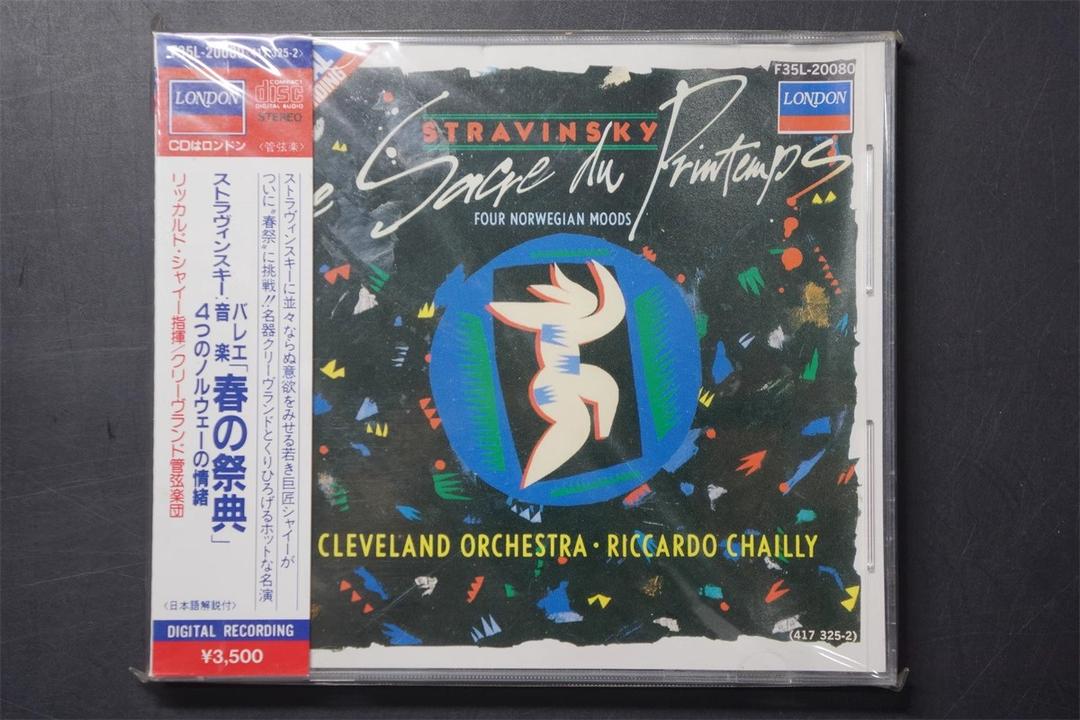 F35L-20080 <417 325-2>
LONDON
COMPACT
disc
DIGITAL AUDIO
STEREO
CDはロンドン
〈管弦楽〉
ストラヴィンスキーに並々ならぬ意欲をみせる若き巨匠シャイーが
ついに"春祭"に挑戦!!名器クリーヴランドとくりひろげるホットな名演
ストラヴィンスキー:
バレエ音楽「春の祭典」
4つのノルウェーの情緒
リッカルド・シャイー指揮/クリーヴランド管弦楽団
〈日本語解説付〉
DIGITAL RECORDING
¥3,500
F35L-20080
LONDON
STRAVINSKY
e Sacre du Printemps
FOUR NORWEGIAN MOODS
CLEVELAND ORCHESTRA・RICCARDO CHAILLY
(417 325-2)